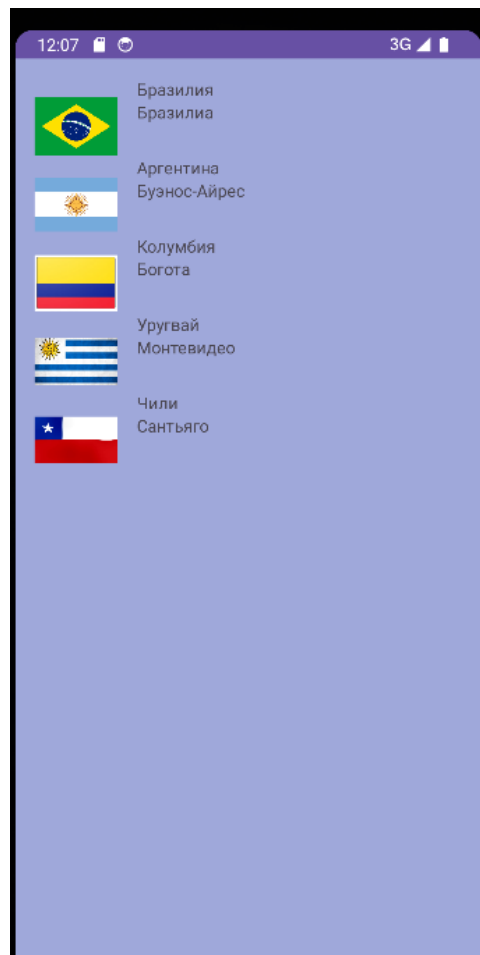 12:07 3G
Бразилия
Бразилиа
Аргентина
Буэнос-Айрес
Колумбия
Богота
Уругвай
Монтевидео
Чили
Сантьяго